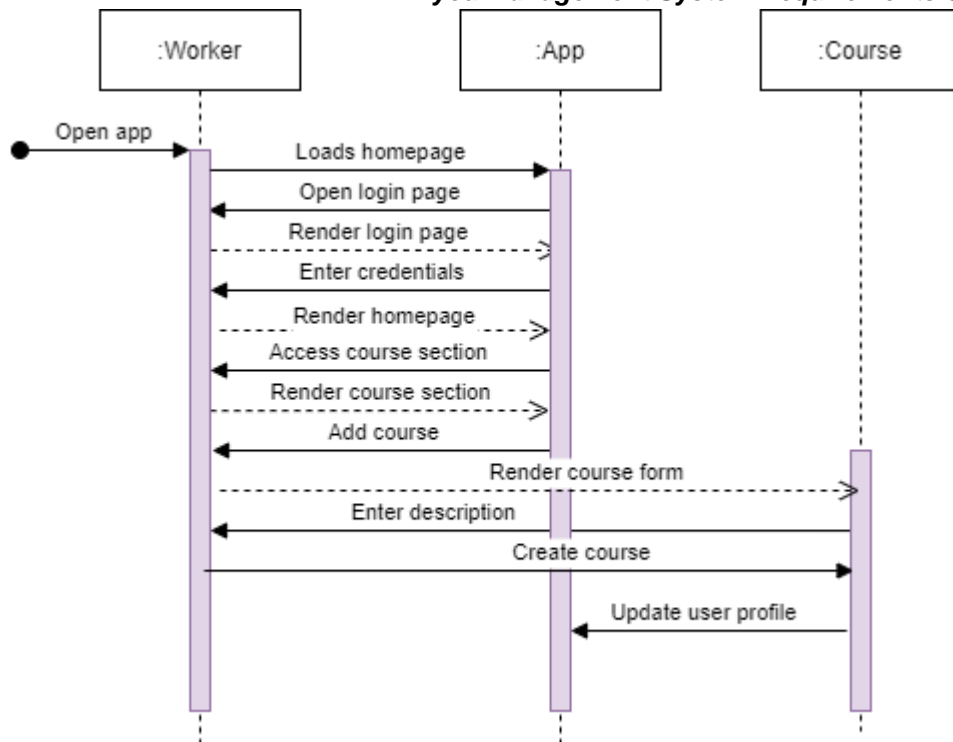 :Worker
:App
:Course
Open app
Loads homepage
Open login page
Render login page
Enter credentials
Render homepage
Access course section
Render course section
Add course
Render course form
Enter description
Create course
Update user profile